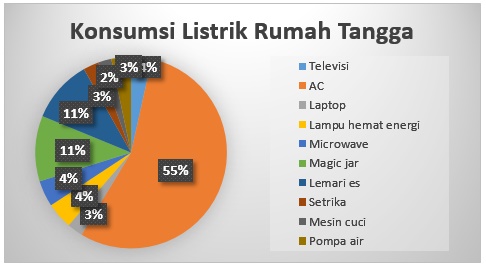 Konsumsi Listrik Rumah Tangga
3%
4%
2%
3%
11%
11%
4%
4%
3%
55%
Televisi
AC
Laptop
Lampu hemat energi
Microwave
Magic jar
Lemari es
Setrika
Mesin cuci
Pompa air